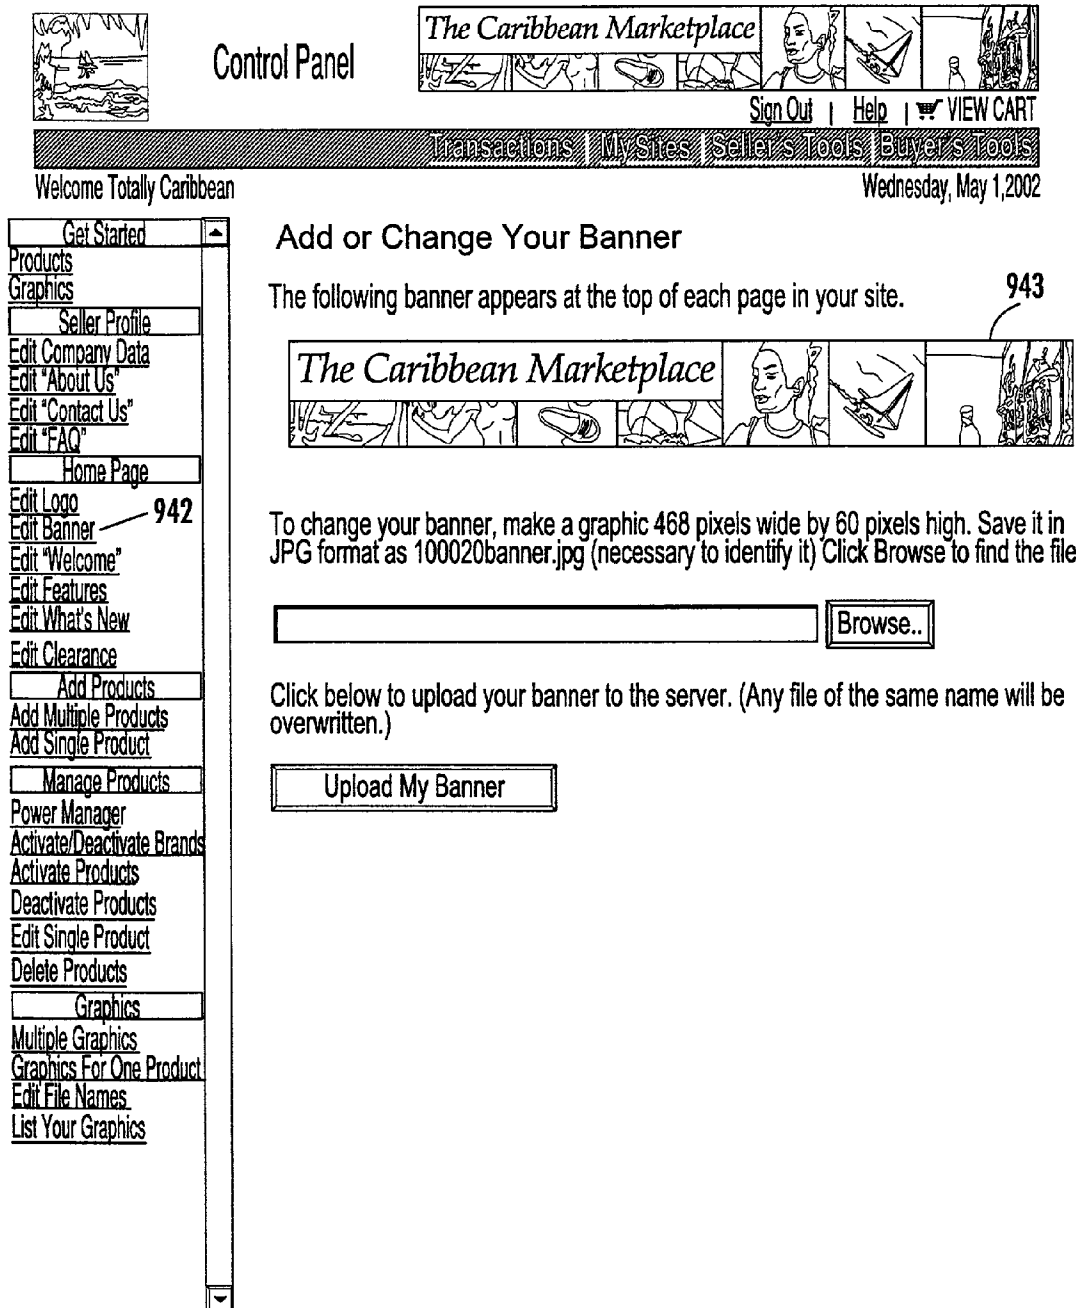 Control Panel
The Caribbean Marketplace
Sign Out | Help | VIEW CART
Transactions | My Sites | Seller's Tools | Buyer's Tools
Welcome Totally Caribbean
Wednesday, May 1,2002
Get Started
Products
Graphics
Seller Profile
Edit Company Data
Edit "About Us"
Edit "Contact Us"
Edit "FAQ"
Home Page
Edit Logo
Edit Banner
942
Edit "Welcome"
Edit Features
Edit What's New
Edit Clearance
Add Products
Add Multiple Products
Add Single Product
Manage Products
Power Manager
Activate/Deactivate Brands
Activate Products
Deactivate Products
Edit Single Product
Delete Products
Graphics
Multiple Graphics
Graphics For One Product
Edit File Names
List Your Graphics
Add or Change Your Banner
The following banner appears at the top of each page in your site.
943
The Caribbean Marketplace
To change your banner, make a graphic 468 pixels wide by 60 pixels high. Save it in
JPG format as 100020banner.jpg (necessary to identify it) Click Browse to find the file
Browse..
Click below to upload your banner to the server. (Any file of the same name will be
overwritten.)
Upload My Banner